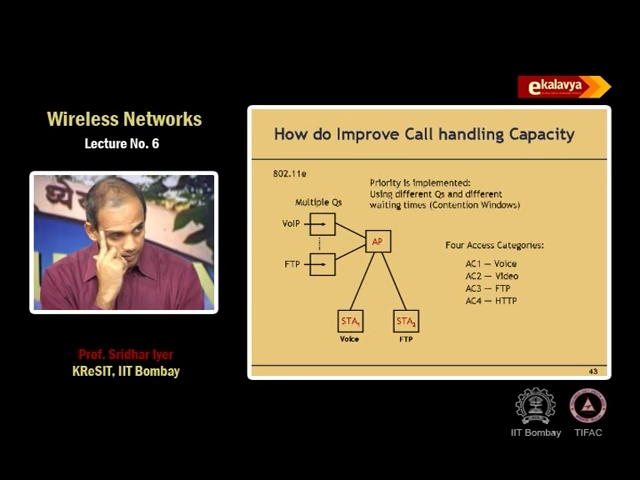 ekalavya
Wireless Networks
Lecture No. 6
ध्ये
How do Improve Call handling Capacity
802.11e
Priority is implemented:
Using different Qs and different
waiting times (Contention Windows)
Multiple Qs
VoIP
AP
FTP
Four Access Categories:
AC1 — Voice
AC2 — Video
AC3 — FTP
AC4 — HTTP
STA1
STA2
Voice
FTP
43
Prof. Sridhar Iyer
KReSIT, IIT Bombay
IIT Bombay
TIFAC